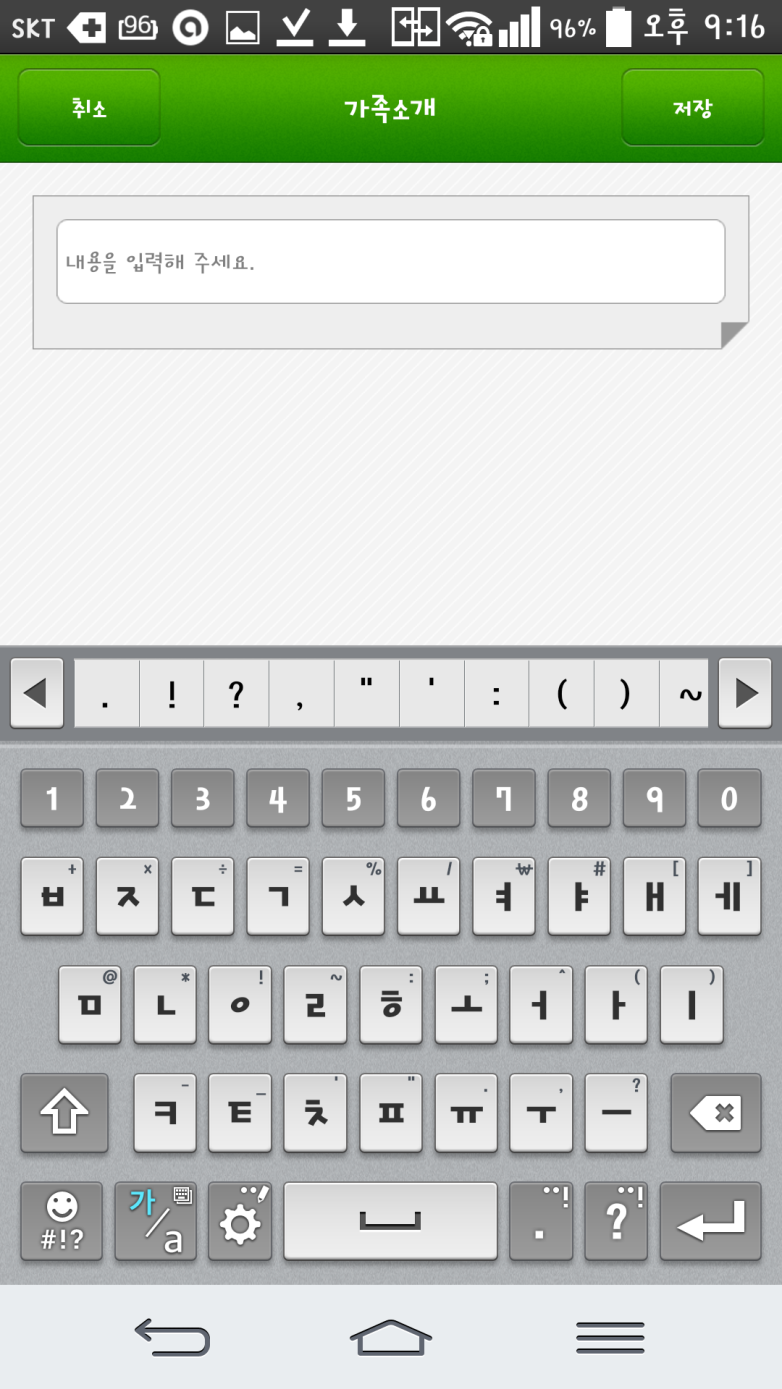 SKT 96 96% 오후 9:16
취소 가족소개 저장
내용을 입력해 주세요.
. ! ? , " ' : ( ) ~
1 2 3 4 5 6 7 8 9 0
+ × ÷ = % / ₩ # [ ]
ㅂ ㅈ ㄷ ㄱ ㅅ ㅛ ㅕ ㅑ ㅐ ㅔ
@ * ! ~ : ; ^ ( )
ㅁ ㄴ ㅇ ㄹ ㅎ ㅗ ㅓ ㅏ ㅣ
- _ ' " . , ?
ㅋ ㅌ ㅊ ㅍ ㅠ ㅜ ㅡ
#!? 가/a . ?